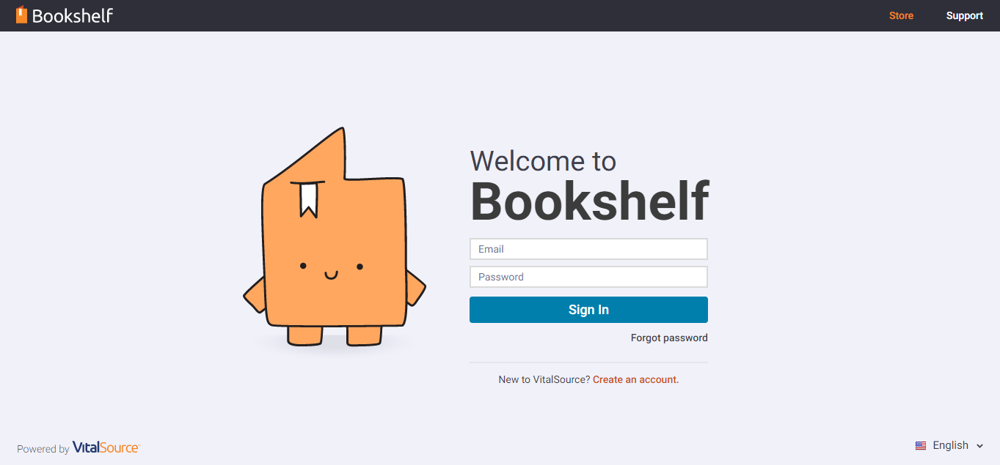 Bookshelf
Store
Support
Welcome to
Bookshelf
Email
Password
Sign In
Forgot password
New to VitalSource? Create an account.
Powered by VitalSource
English